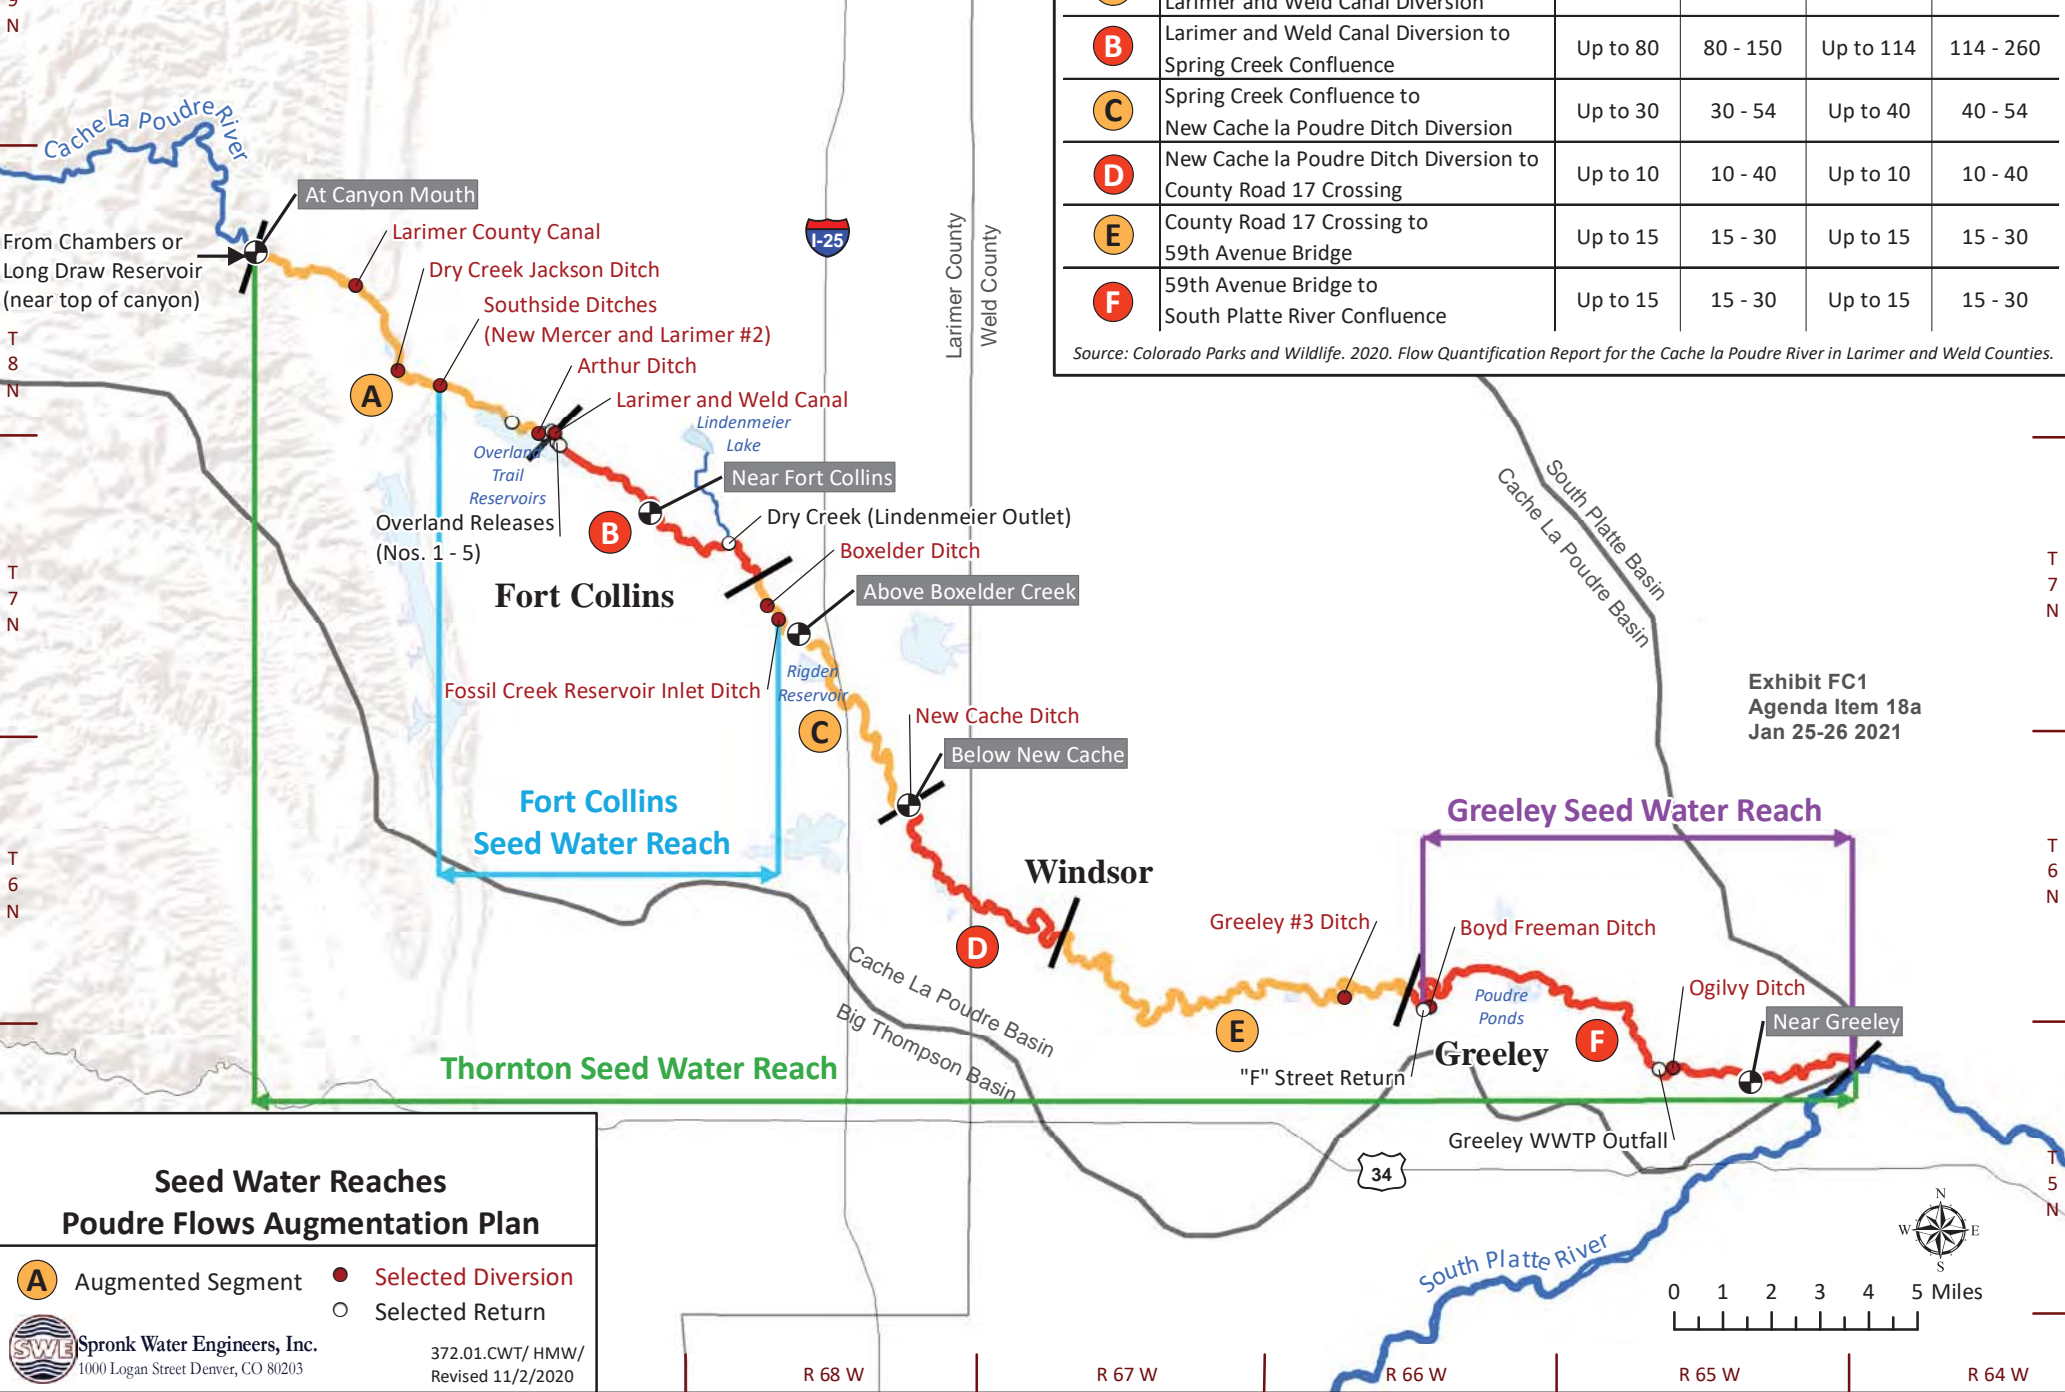 9
N
Larimer and Weld Canal Diversion
B
Larimer and Weld Canal Diversion to
Spring Creek Confluence
Up to 80
80 - 150
Up to 114
114 - 260
C
Spring Creek Confluence to
New Cache la Poudre Ditch Diversion
Up to 30
30 - 54
Up to 40
40 - 54
D
New Cache la Poudre Ditch Diversion to
County Road 17 Crossing
Up to 10
10 - 40
Up to 10
10 - 40
E
County Road 17 Crossing to
59th Avenue Bridge
Up to 15
15 - 30
Up to 15
15 - 30
F
59th Avenue Bridge to
South Platte River Confluence
Up to 15
15 - 30
Up to 15
15 - 30
Source: Colorado Parks and Wildlife. 2020. Flow Quantification Report for the Cache la Poudre River in Larimer and Weld Counties.
Cache La Poudre River
At Canyon Mouth
From Chambers or
Long Draw Reservoir
(near top of canyon)
Larimer County Canal
Dry Creek Jackson Ditch
Southside Ditches
(New Mercer and Larimer #2)
Arthur Ditch
Larimer and Weld Canal
I-25
Larimer County
Weld County
T
8
N
A
Lindenmeier
Lake
Overland
Trail
Reservoirs
Near Fort Collins
Overland Releases
(Nos. 1 - 5)
B
Dry Creek (Lindenmeier Outlet)
Boxelder Ditch
Above Boxelder Creek
Fort Collins
South Platte Basin
Cache La Poudre Basin
T
7
N
T
7
N
Rigden
Reservoir
Fossil Creek Reservoir Inlet Ditch
C
New Cache Ditch
Below New Cache
Exhibit FC1
Agenda Item 18a
Jan 25-26 2021
Fort Collins
Seed Water Reach
Greeley Seed Water Reach
T
6
N
T
6
N
Windsor
D
Greeley #3 Ditch
Boyd Freeman Ditch
Cache La Poudre Basin
Big Thompson Basin
Poudre
Ponds
Ogilvy Ditch
Near Greeley
E
F
Greeley
"F" Street Return
Thornton Seed Water Reach
Greeley WWTP Outfall
34
T
5
N
South Platte River
N
W
E
S
0 1 2 3 4 5 Miles
Seed Water Reaches
Poudre Flows Augmentation Plan
A
Augmented Segment
Selected Diversion
Selected Return
SWE
Spronk Water Engineers, Inc.
1000 Logan Street Denver, CO 80203
372.01.CWT/ HMW/
Revised 11/2/2020
R 68 W
R 67 W
R 66 W
R 65 W
R 64 W